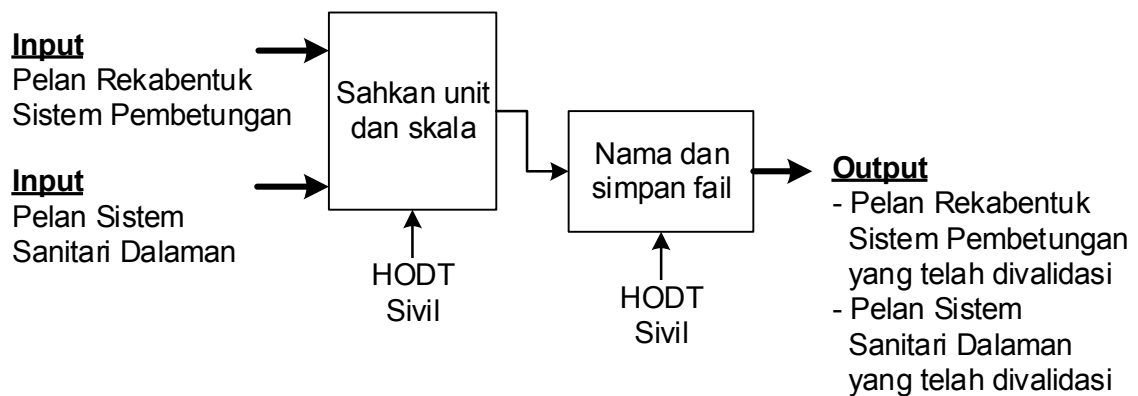 Input
Pelan Rekabentuk
Sistem Pembetungan
Input
Pelan Sistem
Sanitari Dalaman
Sahkan unit
dan skala
HODT
Sivil
Nama dan
simpan fail
HODT
Sivil
Output
- Pelan Rekabentuk
Sistem Pembetungan
yang telah divalidasi
- Pelan Sistem
Sanitari Dalaman
yang telah divalidasi